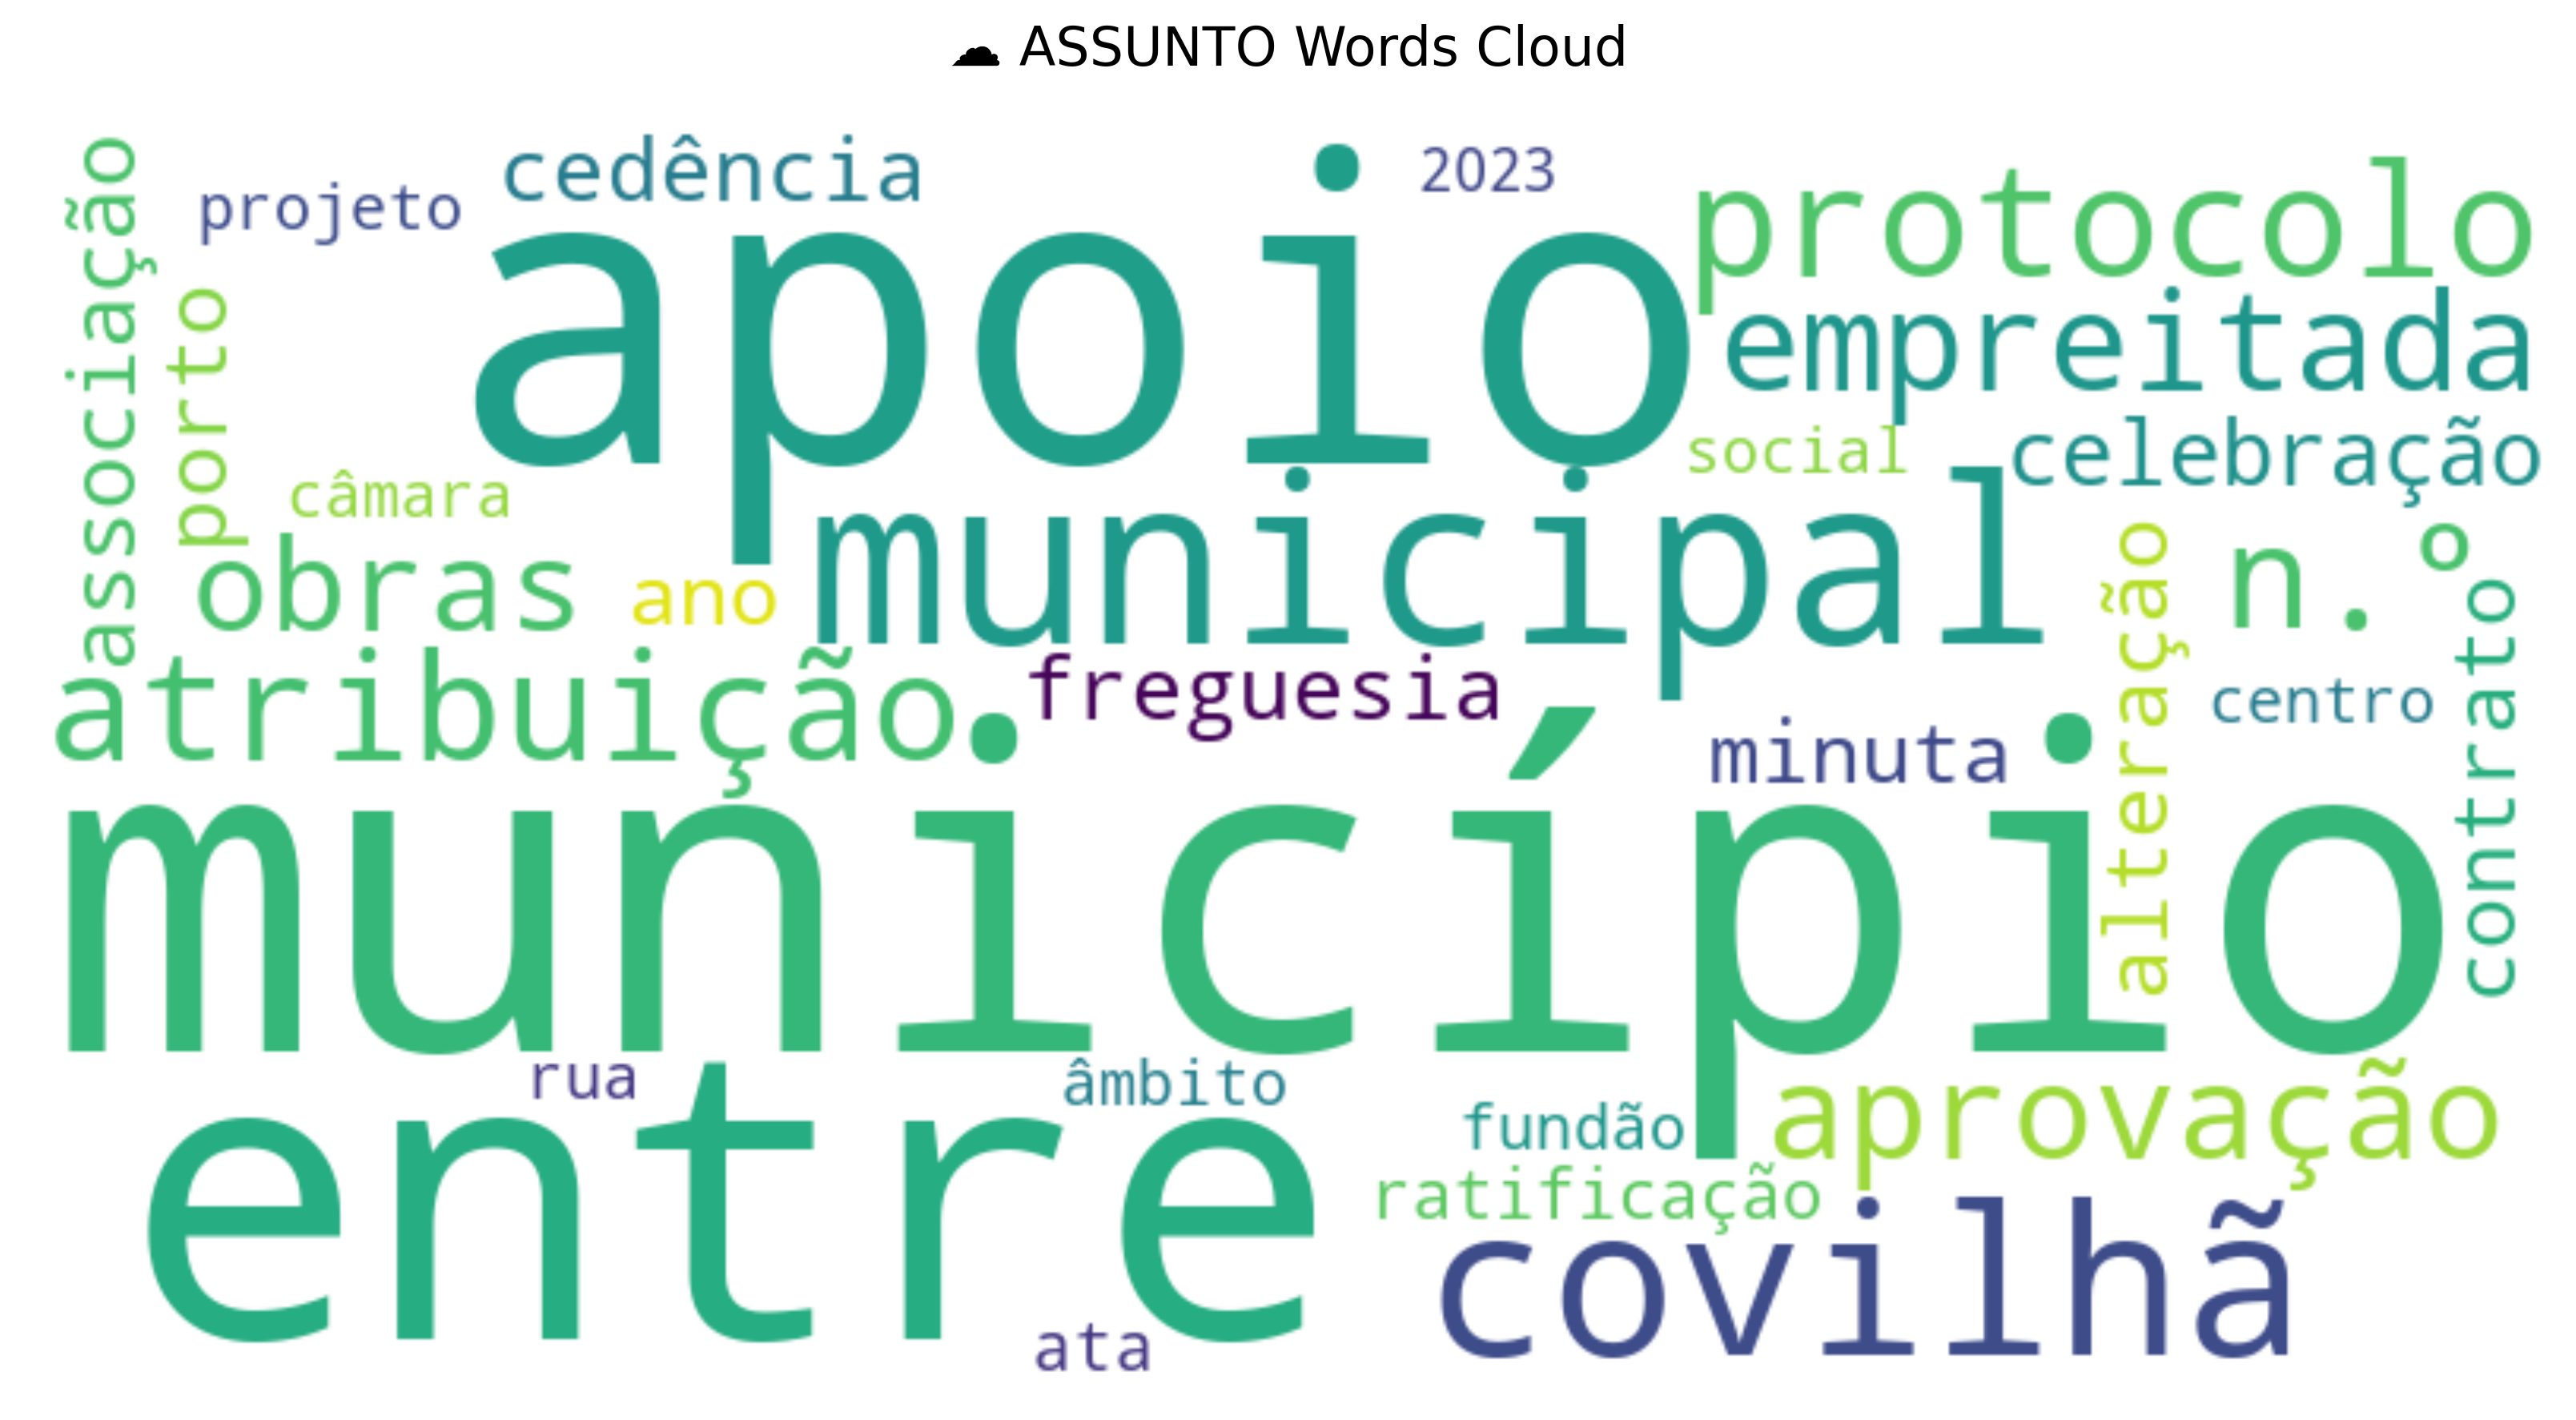 ☁ ASSUNTO Words Cloud
associação
projeto
cedência
2023
protocolo
porto
apoio
empreitada
câmara
social
celebração
obras
ano
municipal
alteração
n.º
contrato
atribuição
freguesia
minuta
centro
município
rua
âmbito
fundão
aprovação
entre
ratificação
covilhã
ata